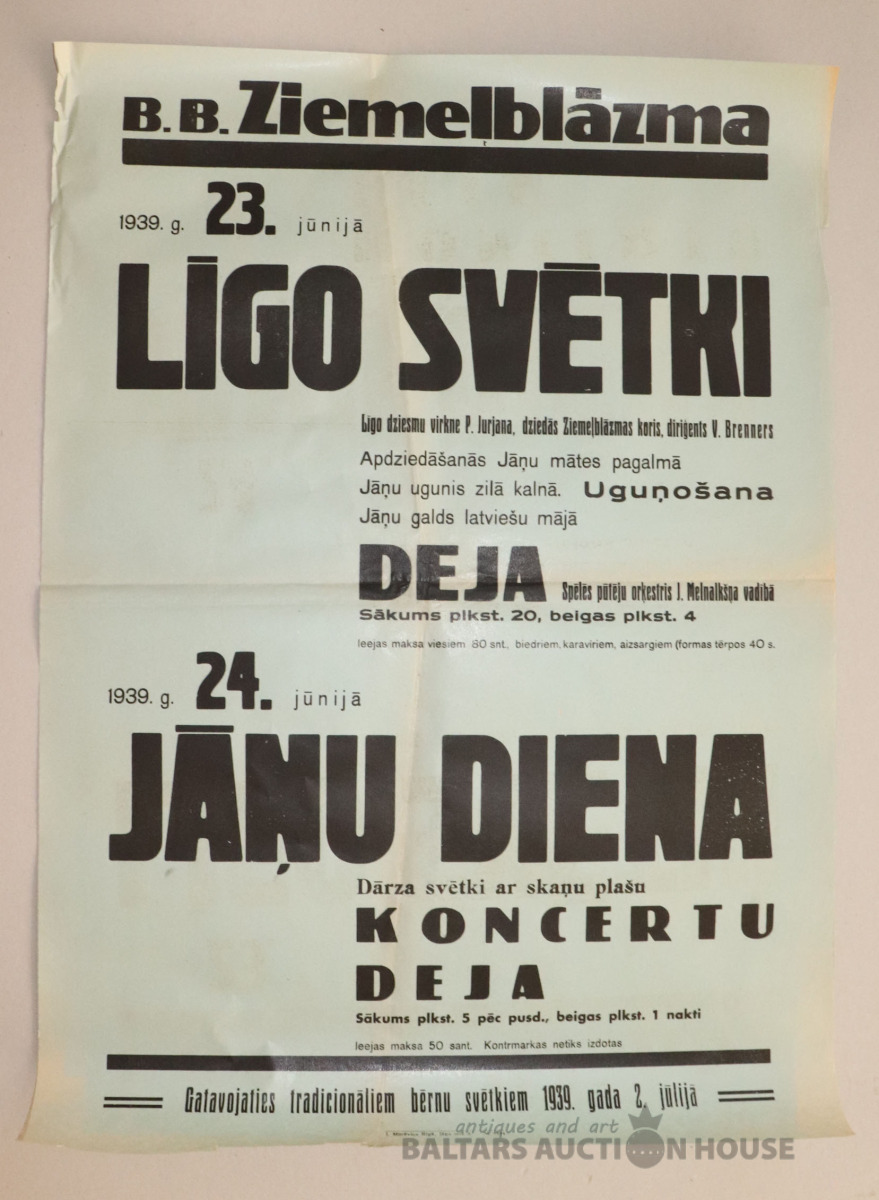 B. B. Ziemeļblāzma
1939. g. 23. jūnijā
LĪGO SVĒTKI
Līgo dziesmu virkne P. Jurjana, dziedās Ziemeļblāzmas koris, diriģents V. Brenners
Apdziedāšanās Jāņu mātes pagalmā
Jāņu ugunis zilā kalnā. Uguņošana
Jāņu galds latviešu mājā
DEJA Spēlēs pūtēju orķestris J. Melnalkšņa vadībā
Sākums plkst. 20, beigas plkst. 4
Ieejas maksa viesiem 80 snt., biedriem, karavīriem, aizsargiem (formas tērpos 40 s.
1939. g. 24. jūnijā
JĀŅU DIENA
Dārza svētki ar skaņu plašu
KONCERTU
DEJA
Sākums plkst. 5 pēc pusd., beigas plkst. 1 nakti
Ieejas maksa 50 sant. Kontrmarkas netiks izdotas
Gatavojaties tradicionāliem bērnu svētkiem 1939. gada 2. jūlijā
antiques and art
BALTARS AUCTION HOUSE